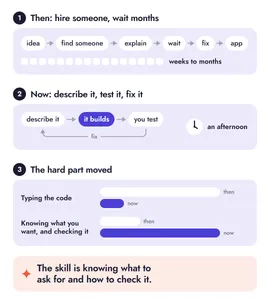 1 Then: hire someone, wait months
idea find someone explain wait fix app
weeks to months
2 Now: describe it, test it, fix it
describe it it builds you test
fix
an afternoon
3 The hard part moved
Typing the code
then
now
Knowing what you
want, and checking it
then
now
The skill is knowing what to
ask for and how to check it.